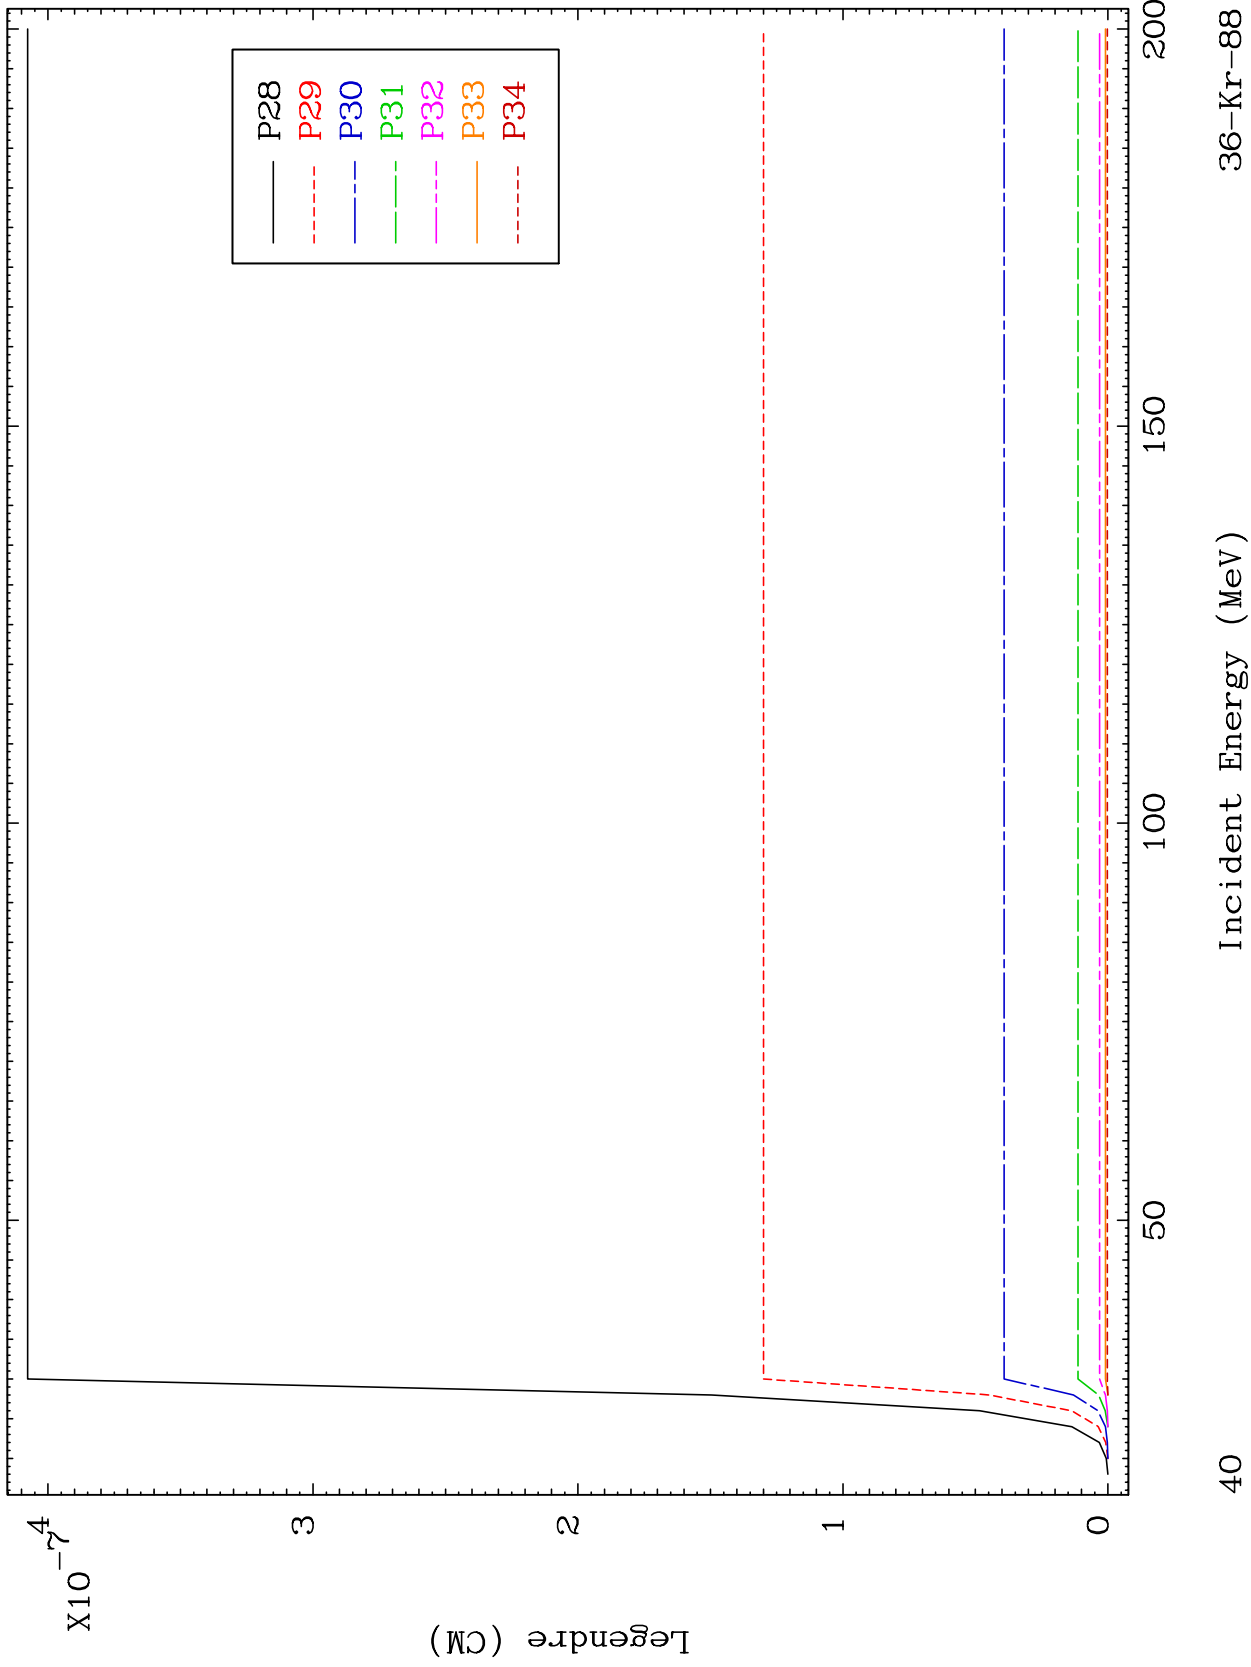 X10-7
4
3
2
1
0
Legendre (CM)
P28
P29
P30
P31
P32
P33
P34
50
100
150
200
Incident Energy (MeV)
40
36-Kr-88